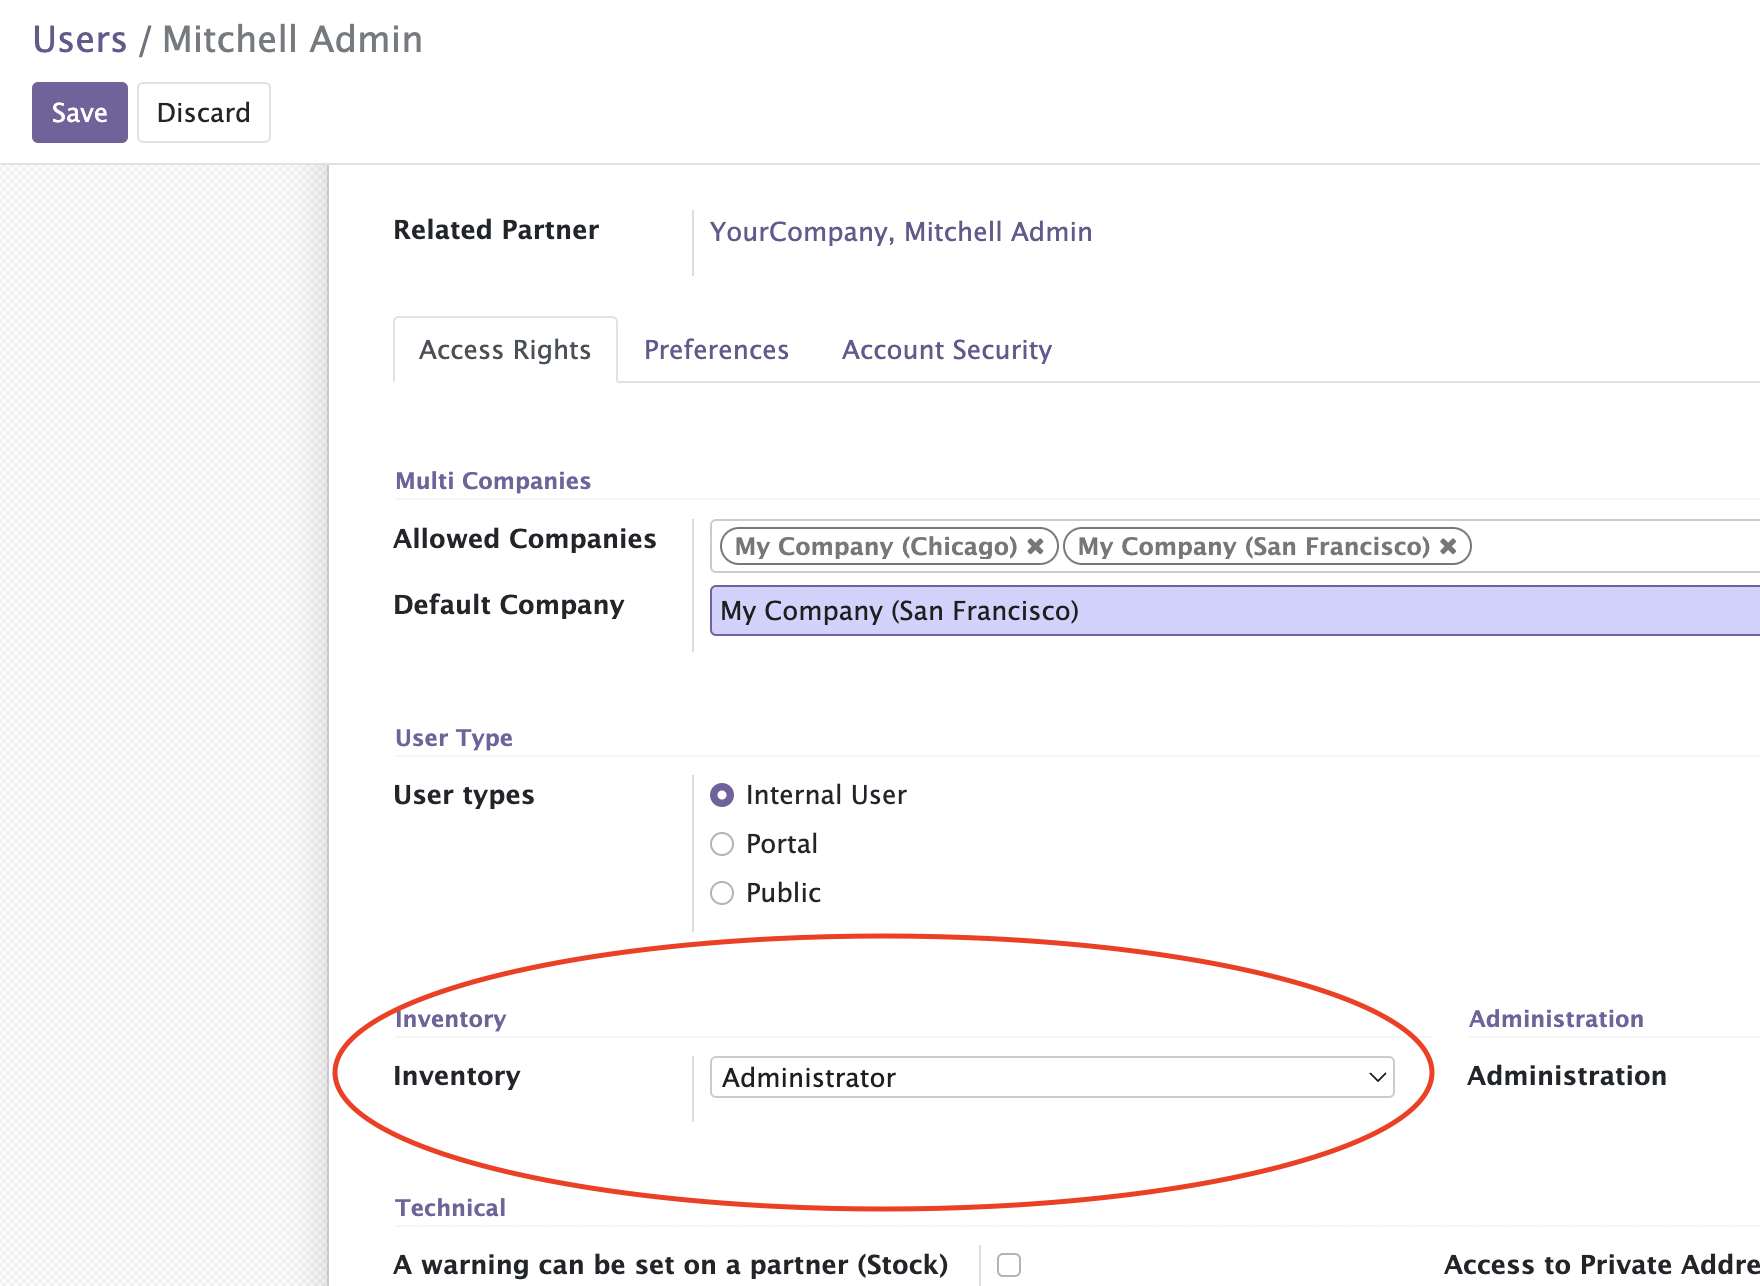 Users / Mitchell Admin
Save Discard
Related Partner YourCompany, Mitchell Admin
Access Rights Preferences Account Security
Multi Companies
Allowed Companies My Company (Chicago) ✖ My Company (San Francisco) ✖
Default Company My Company (San Francisco)
User Type
User types Internal User
Portal
Public
Inventory Administration
Inventory Administrator Administration
Technical
A warning can be set on a partner (Stock) Access to Private Addre